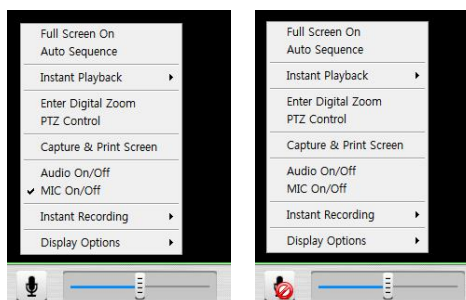 Full Screen On
Auto Sequence
Instant Playback
Enter Digital Zoom
PTZ Control
Capture & Print Screen
Audio On/Off
MIC On/Off
Instant Recording
Display Options
Full Screen On
Auto Sequence
Instant Playback
Enter Digital Zoom
PTZ Control
Capture & Print Screen
Audio On/Off
MIC On/Off
Instant Recording
Display Options